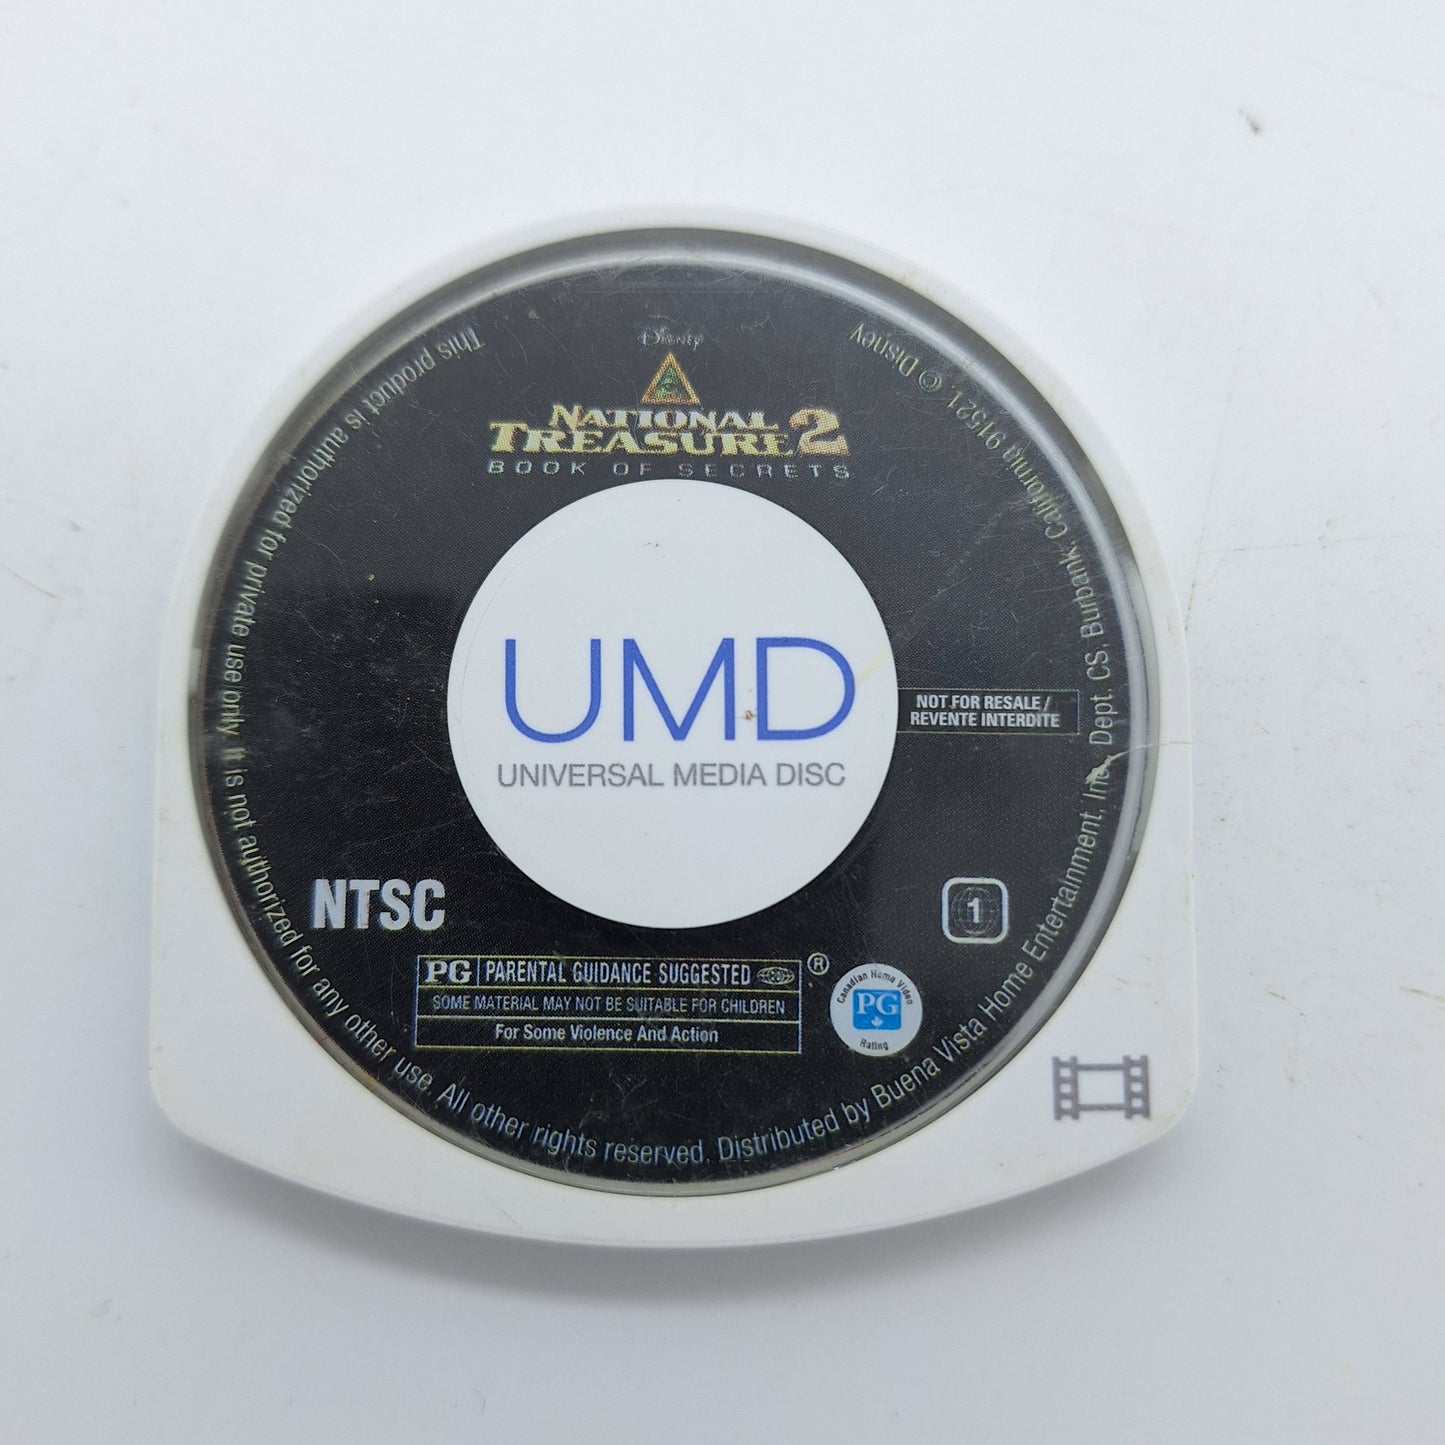 Disney
NATIONAL
TREASURE 2
BOOK OF SECRETS
UMD
UNIVERSAL MEDIA DISC
NOT FOR RESALE /
REVENTE INTERDITE
NTSC
1
PG PARENTAL GUIDANCE SUGGESTED ®
SOME MATERIAL MAY NOT BE SUITABLE FOR CHILDREN
For Some Violence And Action
Canadian Home Video
PG
Rating
This product is authorized for private use only. It is not authorized for any other use. All other rights reserved. Distributed by Buena Vista Home Entertainment, Inc., Dept. CS, Burbank, California 91521. © Disney